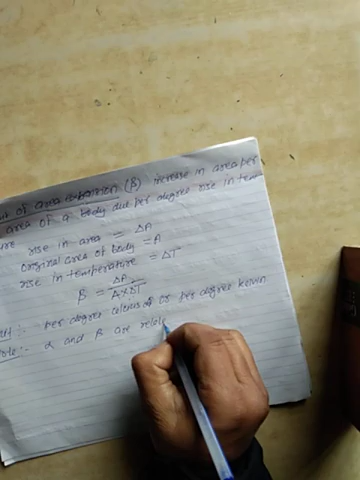 of area expansion (β) increase in area per
area of a body due per degree rise in tem
rise in area = ΔA
original area of body = A
rise in temperature = ΔT
β = ΔA / A×ΔT
per degree celcius or per degree kelvin
α and β are relate